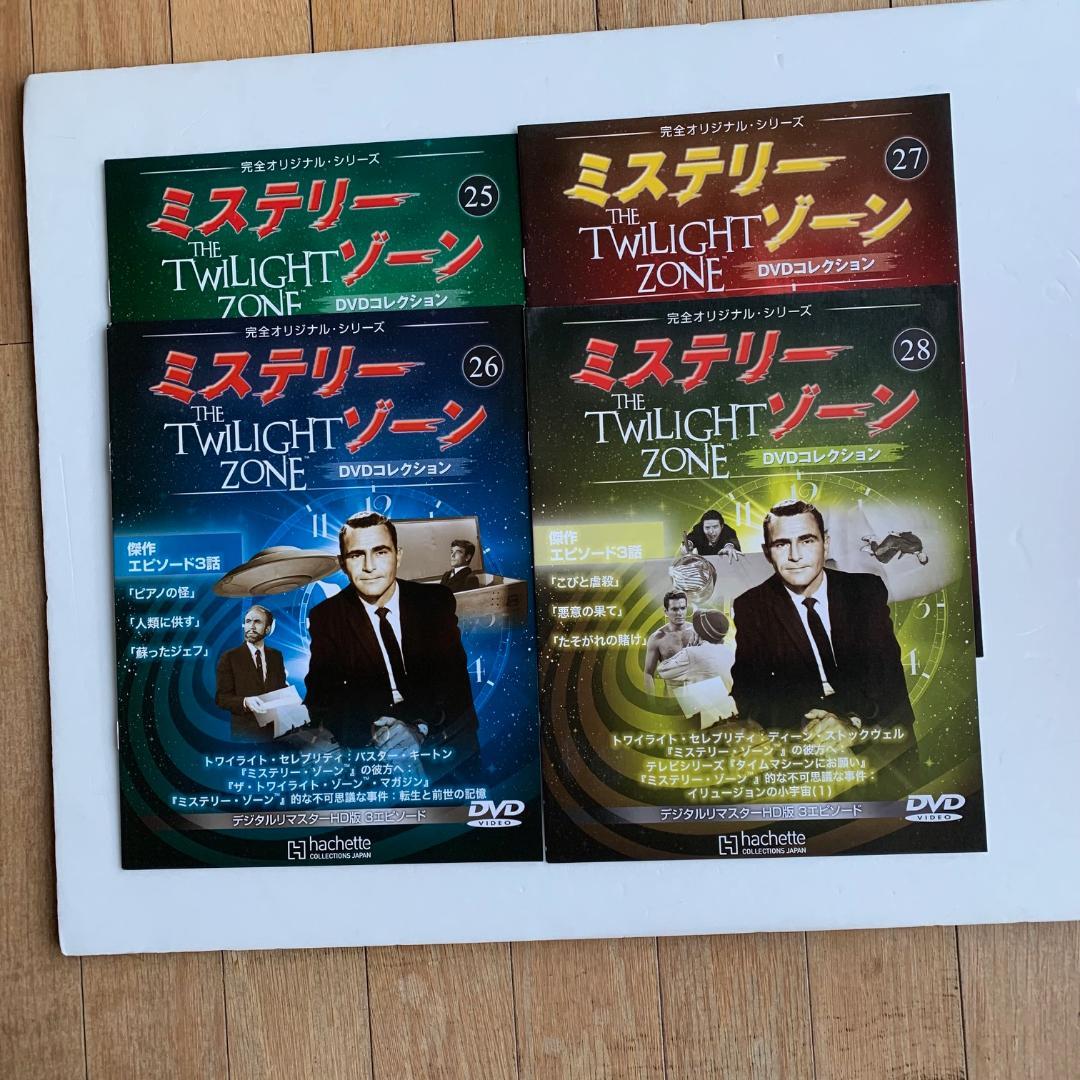 完全オリジナル・シリーズ
25
ミステリー
ゾーン
THE
TWILIGHT
ZONE™
DVDコレクション
完全オリジナル・シリーズ
27
ミステリー
ゾーン
THE
TWILIGHT
ZONE
DVDコレクション
完全オリジナル・シリーズ
26
ミステリー
ゾーン
THE
TWILIGHT
ZONE
DVDコレクション
12
11
4
傑作
エピソード3話
「ピアノの怪」
「人類に供す」
「蘇ったジェフ」
トワイライト・セレブリティ：バスター・キートン
『ミステリー・ゾーン™』の彼方へ：
『ザ・トワイライト・ゾーン™・マガジン』
『ミステリー・ゾーン™』的な不可思議な事件：転生と前世の記憶
デジタルリマスターHD版 3エピソード
DVD
VIDEO
hachette
COLLECTIONS JAPAN
完全オリジナル・シリーズ
28
ミステリー
ゾーン
THE
TWILIGHT
ZONE
DVDコレクション
12
11
3
4
傑作
エピソード3話
「こびと虐殺」
「悪意の果て」
「たそがれの賭け」
トワイライト・セレブリティ：ディーン・ストックウェル
『ミステリー・ゾーン™』の彼方へ：
テレビシリーズ『タイムマシーンにお願い』
『ミステリー・ゾーン™』的な不可思議な事件：
イリュージョンの小宇宙(1)
デジタルリマスターHD版 3エピソード
DVD
VIDEO
hachette
COLLECTIONS JAPAN